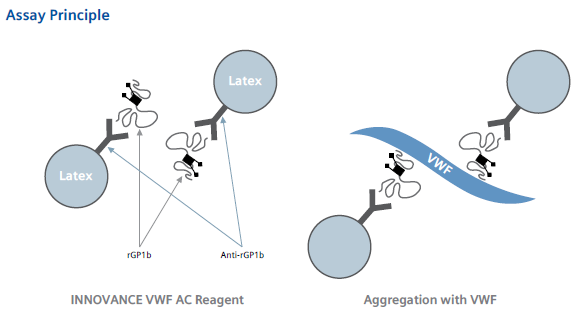 Assay Principle
Latex
Latex
VWF
rGP1b
Anti-rGP1b
INNOVANCE VWF AC Reagent
Aggregation with VWF